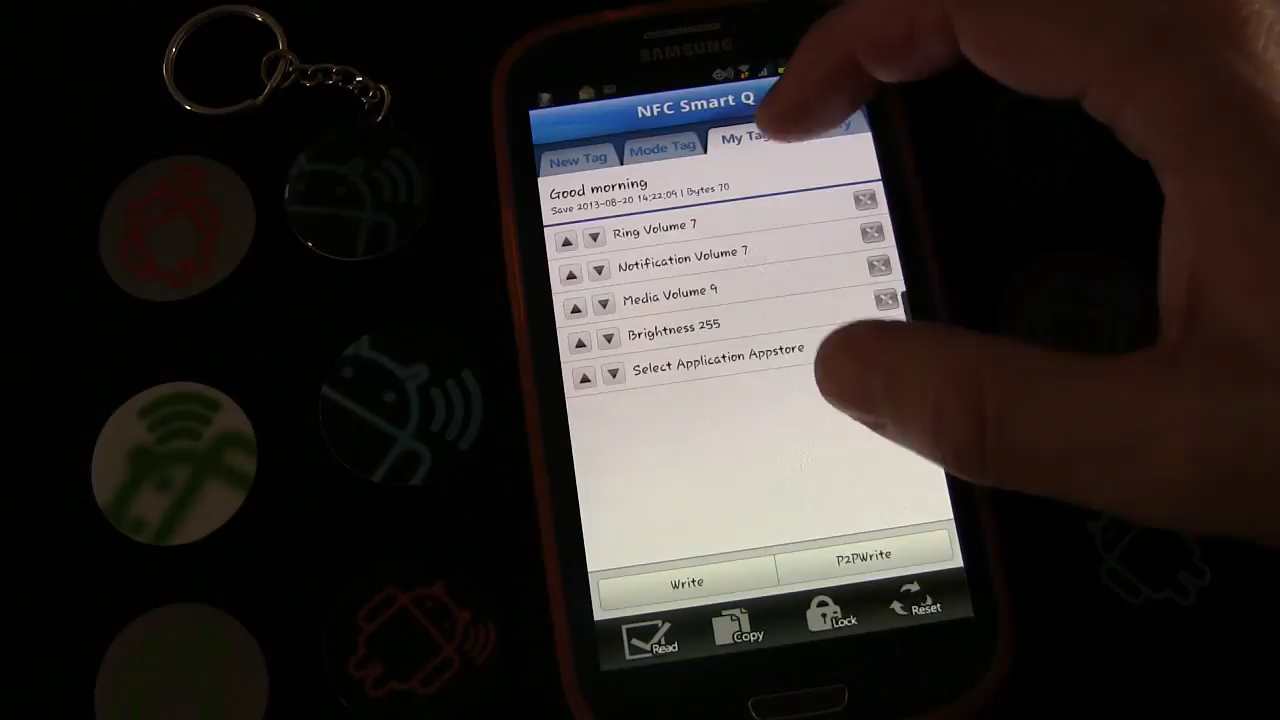 SAMSUNG
NFC Smart Q
New Tag
Mode Tag
My Tag
Good morning
Save 2013-08-20 14:22:09 | Bytes 70
Ring Volume 7
Notification Volume 7
Media Volume 9
Brightness 255
Select Application Appstore
Write
P2PWrite
Read
Copy
Lock
Reset